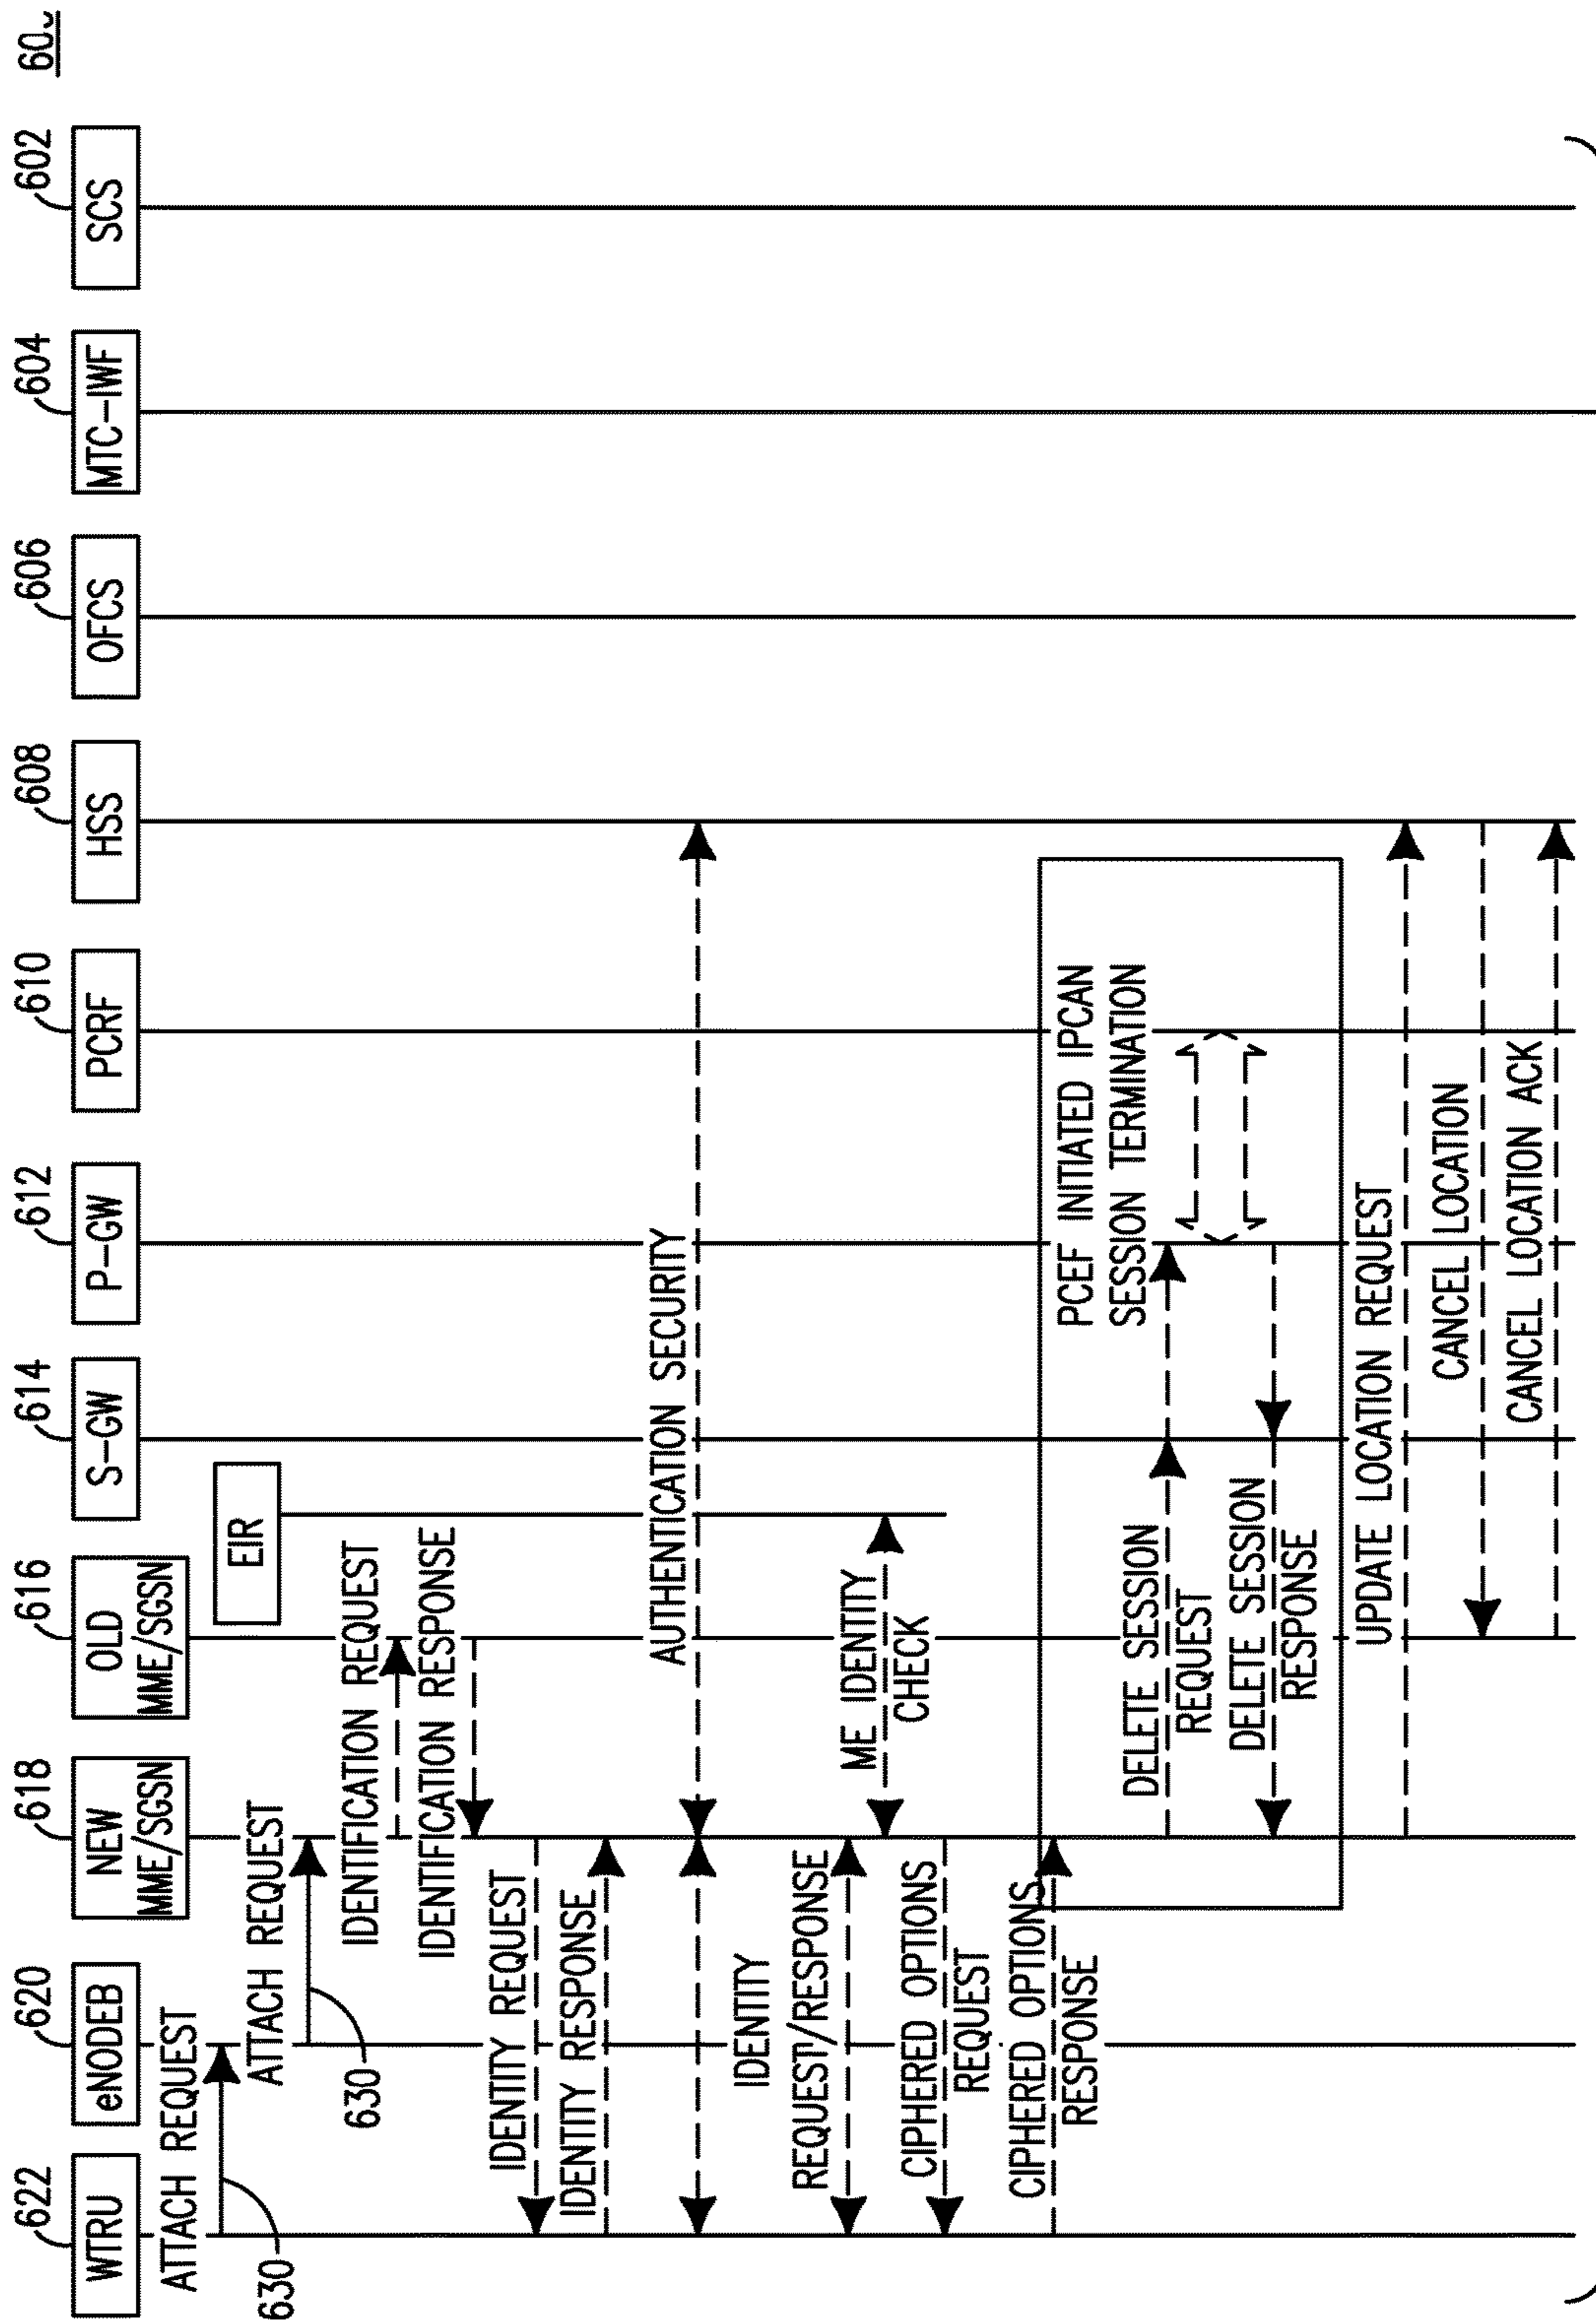 60
622
620
618
616
614
612
610
608
606
604
602
WTRU
eNODEB
NEW
MME/SGSN
OLD
MME/SGSN
S-GW
P-GW
PCRF
HSS
OFCS
MTC-IWF
SCS
EIR
ATTACH REQUEST
630
ATTACH REQUEST
630
IDENTIFICATION REQUEST
IDENTIFICATION RESPONSE
IDENTITY REQUEST
IDENTITY RESPONSE
AUTHENTICATION SECURITY
IDENTITY
REQUEST/RESPONSE
ME IDENTITY
CHECK
CIPHERED OPTIONS
REQUEST
CIPHERED OPTIONS
RESPONSE
PCEF INITIATED IPCAN
SESSION TERMINATION
DELETE SESSION
REQUEST
DELETE SESSION
RESPONSE
UPDATE LOCATION REQUEST
CANCEL LOCATION
CANCEL LOCATION ACK